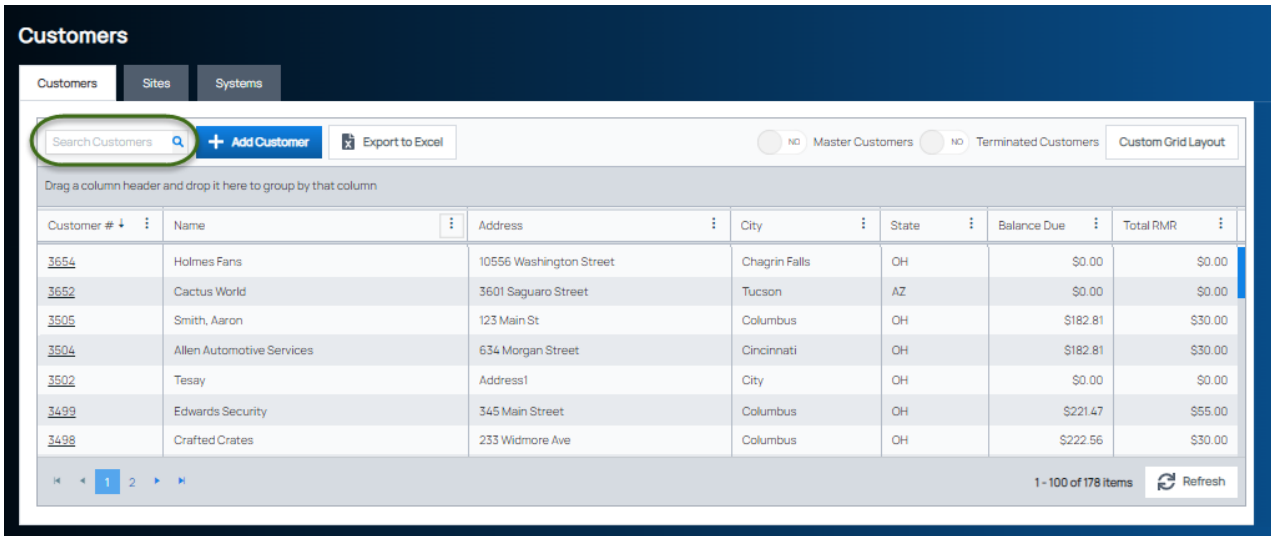 Customers
Customers Sites Systems
Search Customers + Add Customer Export to Excel NO Master Customers NO Terminated Customers Custom Grid Layout
Drag a column header and drop it here to group by that column
Customer # ↓ Name Address City State Balance Due Total RMR
3654 Holmes Fans 10556 Washington Street Chagrin Falls OH $0.00 $0.00
3652 Cactus World 3601 Saguaro Street Tucson AZ $0.00 $0.00
3505 Smith, Aaron 123 Main St Columbus OH $182.81 $30.00
3504 Allen Automotive Services 634 Morgan Street Cincinnati OH $182.81 $30.00
3502 Tesay Address1 City OH $0.00 $0.00
3499 Edwards Security 345 Main Street Columbus OH $221.47 $55.00
3498 Crafted Crates 233 Widmore Ave Columbus OH $222.56 $30.00
1 2 1 - 100 of 178 items Refresh